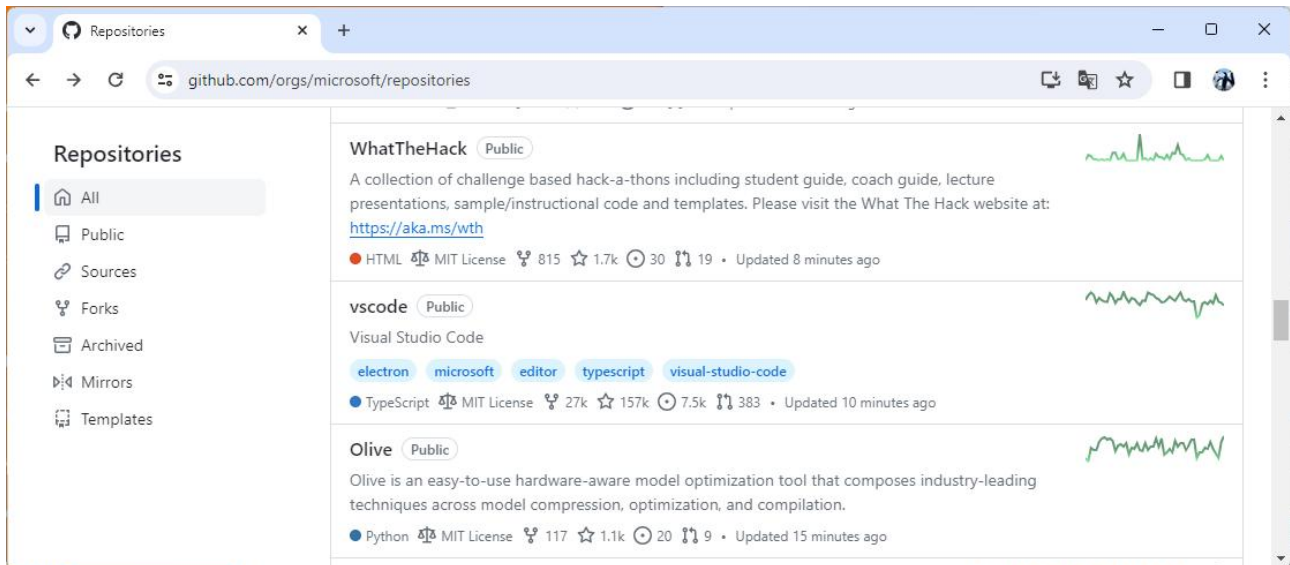 Repositories
github.com/orgs/microsoft/repositories
Repositories
All
Public
Sources
Forks
Archived
Mirrors
Templates
WhatTheHack Public
A collection of challenge based hack-a-thons including student guide, coach guide, lecture
presentations, sample/instructional code and templates. Please visit the What The Hack website at:
https://aka.ms/wth
HTML MIT License 815 1.7k 30 19 • Updated 8 minutes ago
vscode Public
Visual Studio Code
electron microsoft editor typescript visual-studio-code
TypeScript MIT License 27k 157k 7.5k 383 • Updated 10 minutes ago
Olive Public
Olive is an easy-to-use hardware-aware model optimization tool that composes industry-leading
techniques across model compression, optimization, and compilation.
Python MIT License 117 1.1k 20 9 • Updated 15 minutes ago